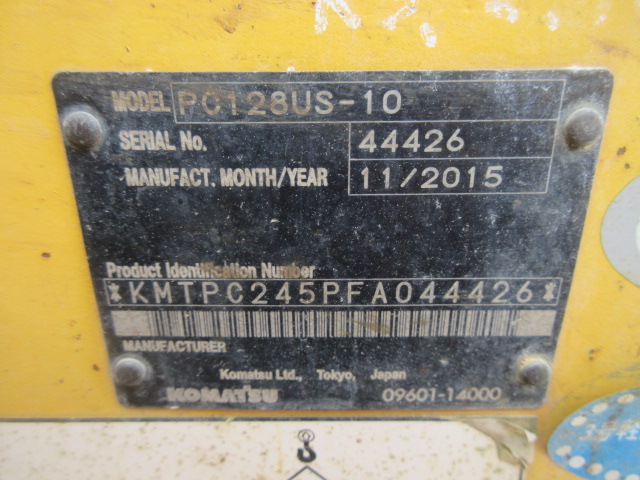 MODEL PC128US-10
SERIAL No. 44426
MANUFACT. MONTH/YEAR 11/2015
Product Identification Number
*KMTPC245PFA044426*
MANUFACTURER
Komatsu Ltd., Tokyo, Japan
KOMATSU 09601-14000